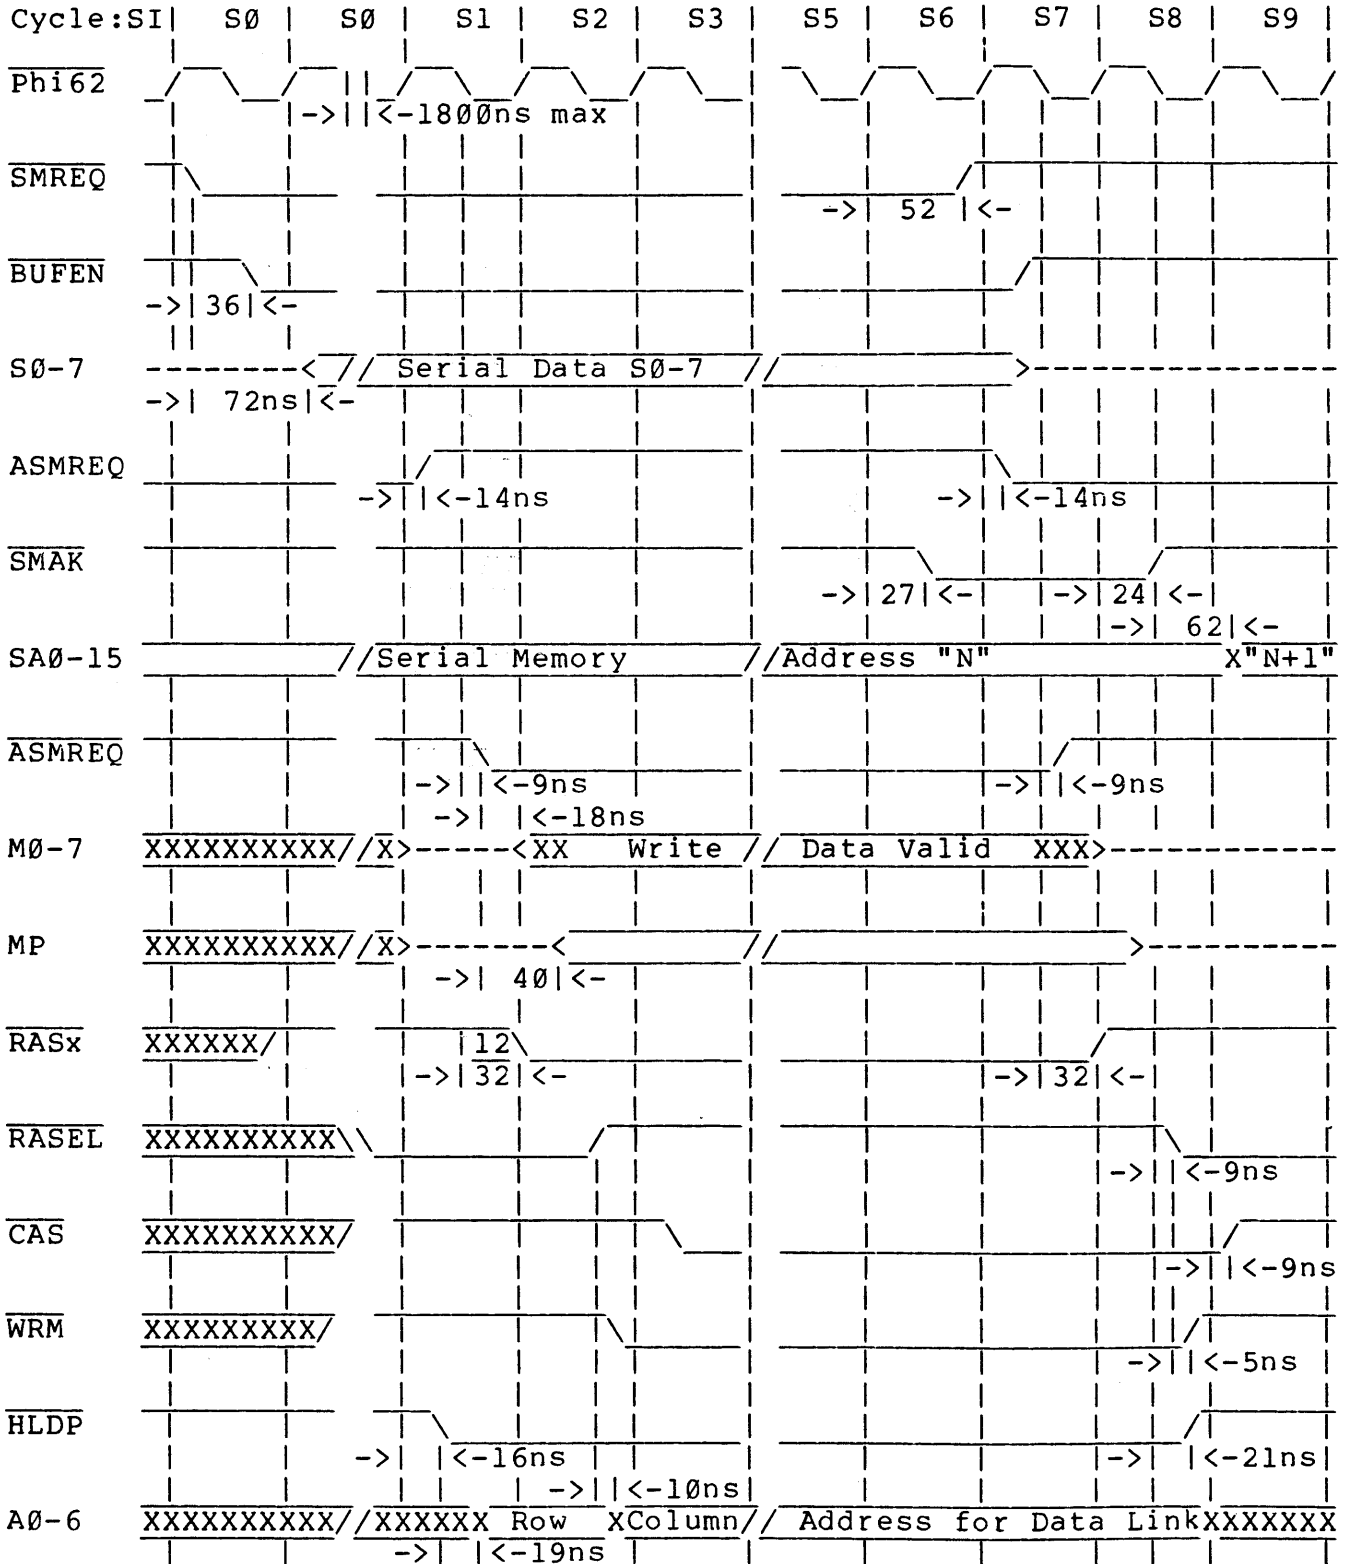 Cycle:SI| SØ | SØ | S1 | S2 | S3 | S5 | S6 | S7 | S8 | S9 |
Phi62
->||<-1800ns max
SMREQ
->| 52 |<-
BUFEN
->| 36|<-
SØ-7 --------< // Serial Data SØ-7 // >----------------
->| 72ns|<-
ASMREQ
->||<-14ns ->||<-14ns
SMAK
->|27|<- ->|24|<-
->| 62|<-
SAØ-15 //Serial Memory //Address "N" X"N+1"
ASMREQ
->||<-9ns ->||<-9ns
->| |<-18ns
MØ-7 XXXXXXXXXX//X>-----<XX Write // Data Valid XXX>------------
MP XXXXXXXXXX//X>-------< // >----------
->| 40|<-
RASx XXXXXX/ 12
->|32|<- ->|32|<-
RASEL XXXXXXXXXX\
->||<-9ns
CAS XXXXXXXXXX/
->||<-9ns
WRM XXXXXXXXX/
->||<-5ns
HLDP
->| |<-16ns ->| |<-21ns
->||<-10ns
AØ-6 XXXXXXXXXX//XXXXXX Row XColumn// Address for Data LinkXXXXXXX
->| |<-19ns